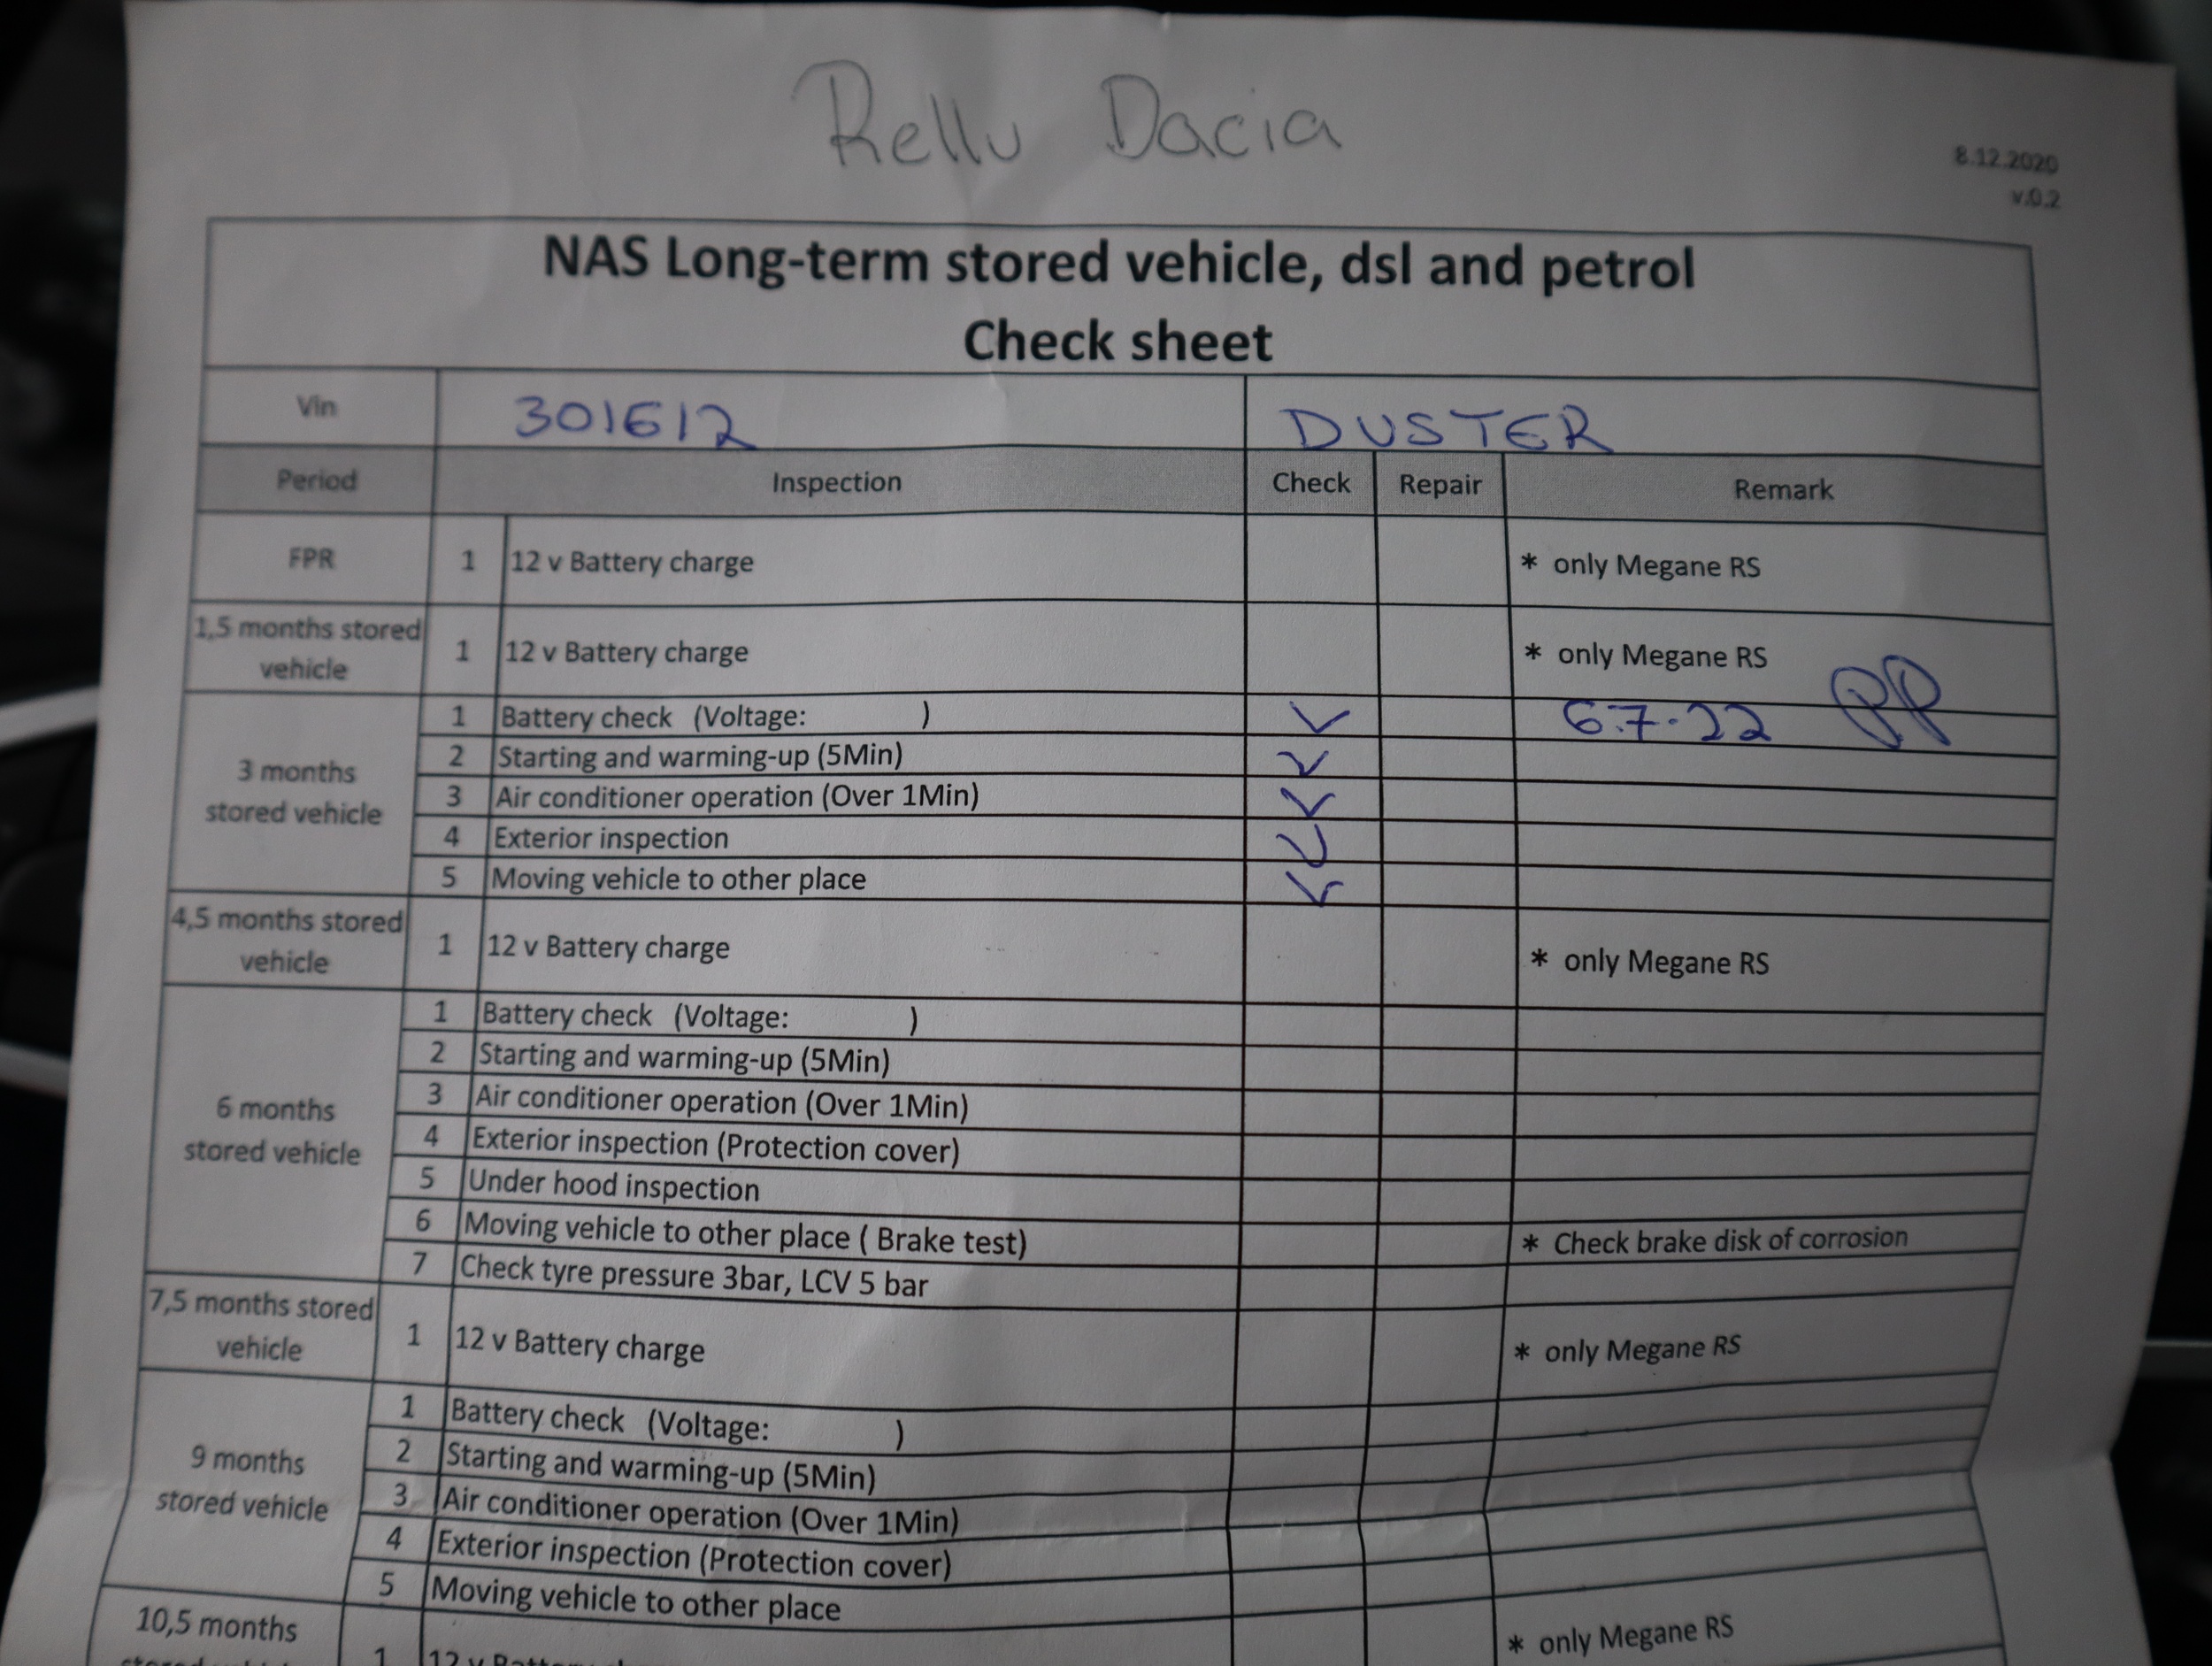 Rellu Dacia
8.12.2020
v.0.2
NAS Long-term stored vehicle, dsl and petrol
Check sheet
Vin 301612 DUSTER
Period Inspection Check Repair Remark
FPR 1 12 v Battery charge * only Megane RS
1,5 months stored vehicle 1 12 v Battery charge * only Megane RS
3 months stored vehicle
1 Battery check (Voltage: ) 6.7.22 PP
2 Starting and warming-up (5Min)
3 Air conditioner operation (Over 1Min)
4 Exterior inspection
5 Moving vehicle to other place
4,5 months stored vehicle 1 12 v Battery charge * only Megane RS
6 months stored vehicle
1 Battery check (Voltage: )
2 Starting and warming-up (5Min)
3 Air conditioner operation (Over 1Min)
4 Exterior inspection (Protection cover)
5 Under hood inspection
6 Moving vehicle to other place ( Brake test) * Check brake disk of corrosion
7 Check tyre pressure 3bar, LCV 5 bar
7,5 months stored vehicle 1 12 v Battery charge * only Megane RS
9 months stored vehicle
1 Battery check (Voltage: )
2 Starting and warming-up (5Min)
3 Air conditioner operation (Over 1Min)
4 Exterior inspection (Protection cover)
5 Moving vehicle to other place
10,5 months 1 12 v * only Megane RS